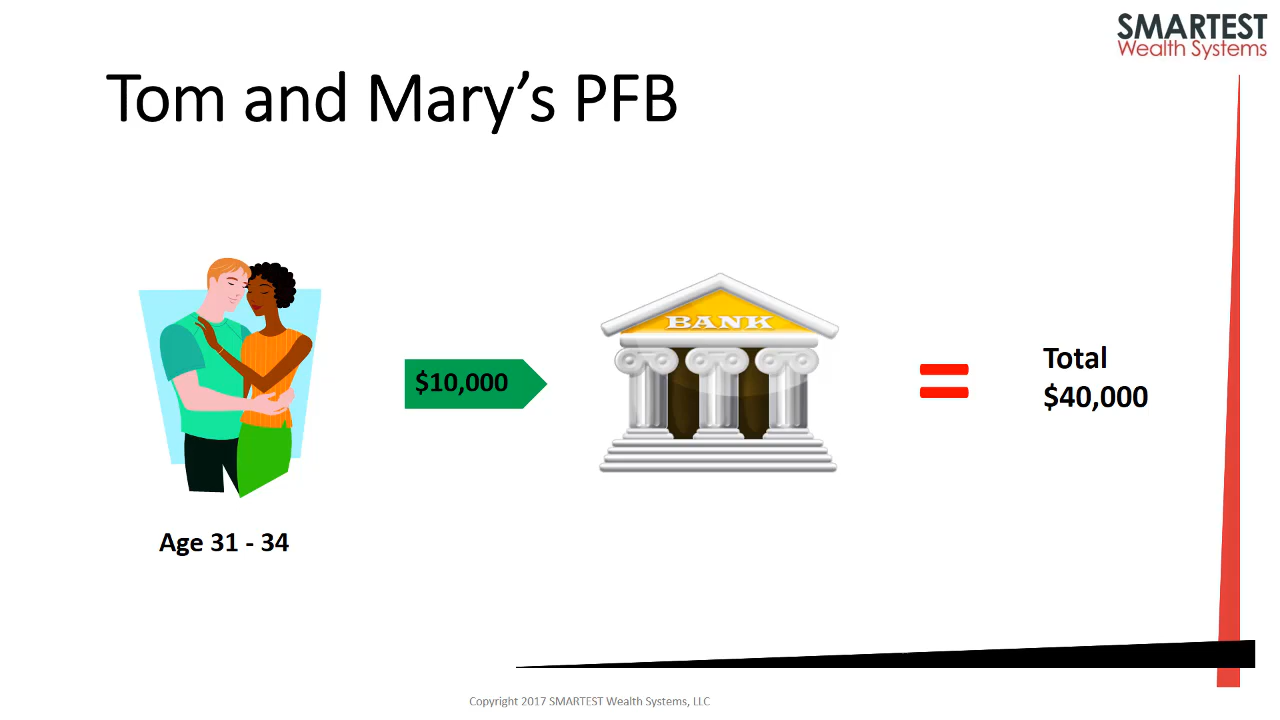 SMARTEST
Wealth Systems
Tom and Mary's PFB
BANK
$10,000
Total
$40,000
Age 31 - 34
Copyright 2017 SMARTEST Wealth Systems, LLC